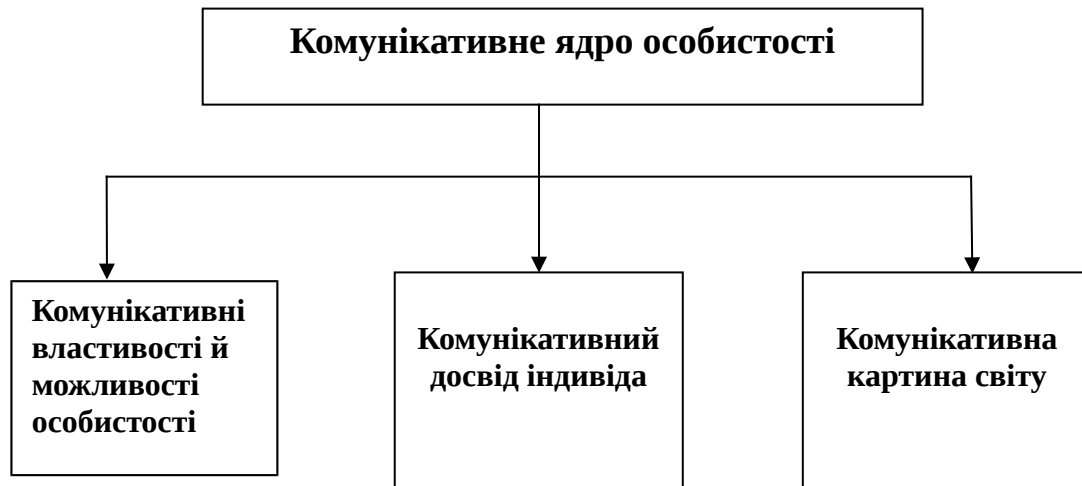 Комунікативне ядро особистості
Комунікативні
властивості й
можливості
особистості
Комунікативний
досвід індивіда
Комунікативна
картина світу